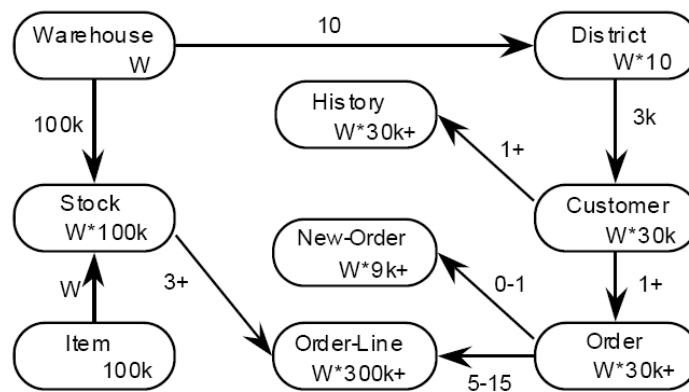 Warehouse
W
10
District
W*10
100k
History
W*30k+
3k
1+
Stock
W*100k
Customer
W*30k
New-Order
W*9k+
W
3+
0-1
1+
Item
100k
Order-Line
W*300k+
5-15
Order
W*30k+